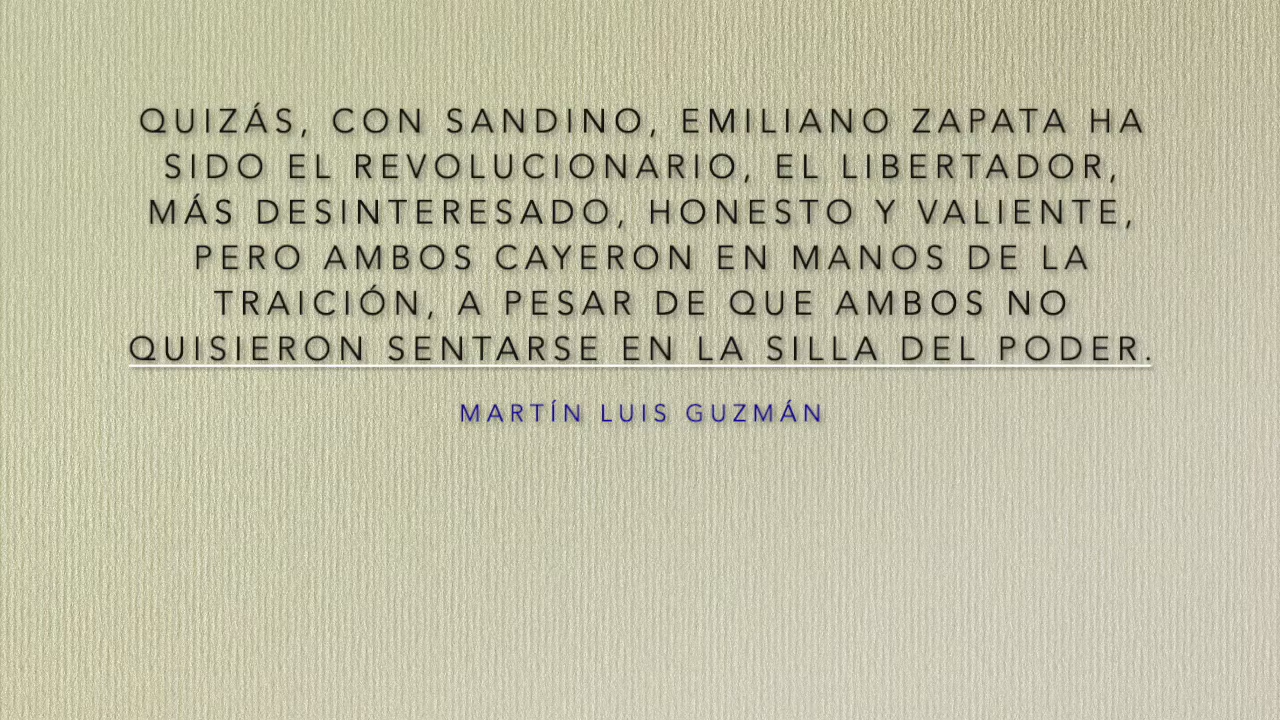 QUIZÁS, CON SANDINO, EMILIANO ZAPATA HA
SIDO EL REVOLUCIONARIO, EL LIBERTADOR,
MÁS DESINTERESADO, HONESTO Y VALIENTE,
PERO AMBOS CAYERON EN MANOS DE LA
TRAICIÓN, A PESAR DE QUE AMBOS NO
QUISIERON SENTARSE EN LA SILLA DEL PODER.
MARTÍN LUIS GUZMÁN